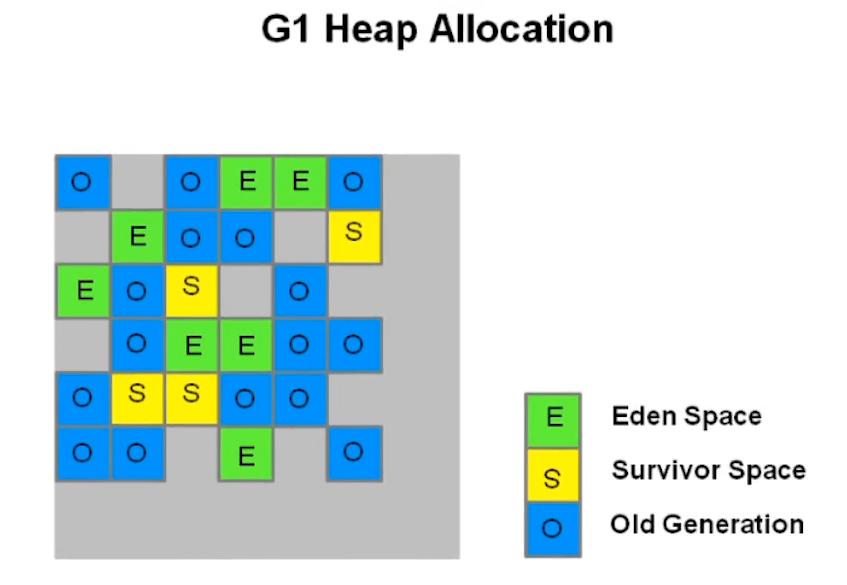 G1 Heap Allocation
O O E E O
E O O S
E O S O
O E E O O
O S S O O
O O E O
E Eden Space
S Survivor Space
O Old Generation